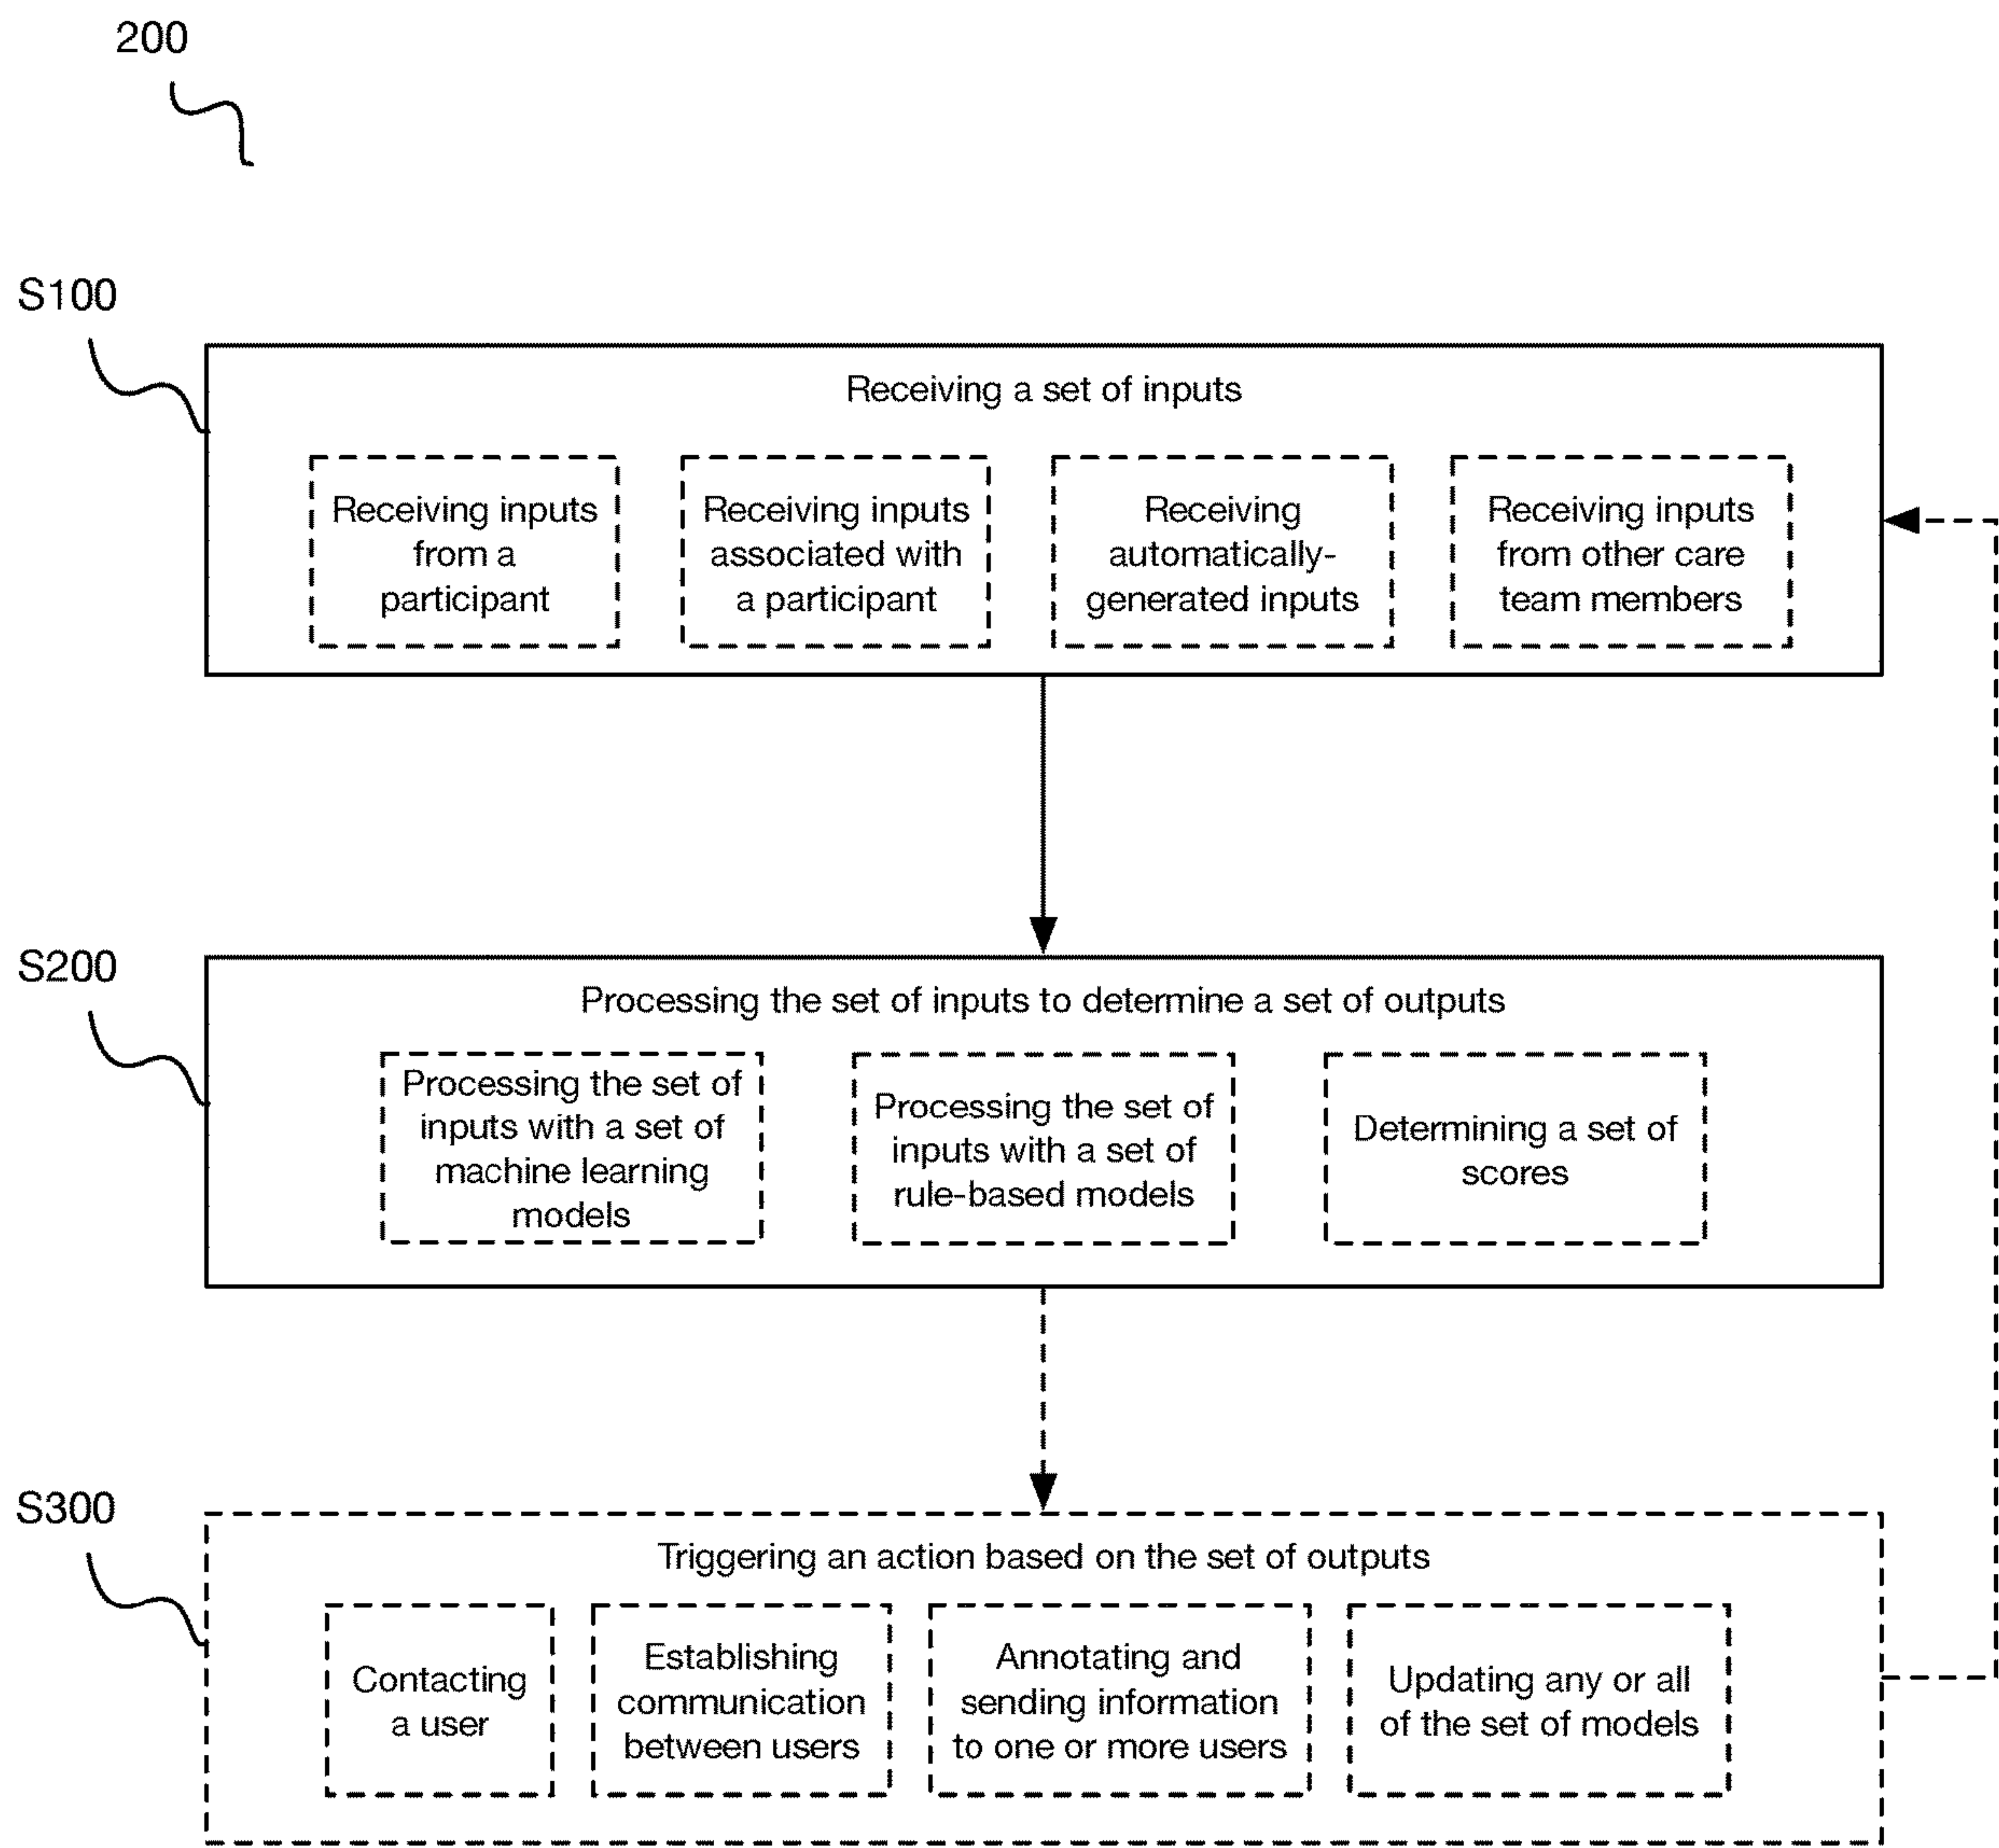 200
S100
Receiving a set of inputs
Receiving inputs
from a
participant
Receiving inputs
associated with
a participant
Receiving
automatically-
generated inputs
Receiving inputs
from other care
team members
S200
Processing the set of inputs to determine a set of outputs
Processing the set of
inputs with a set of
machine learning
models
Processing the set of
inputs with a set of
rule-based models
Determining a set of
scores
S300
Triggering an action based on the set of outputs
Contacting
a user
Establishing
communication
between users
Annotating and
sending information
to one or more users
Updating any or all
of the set of models